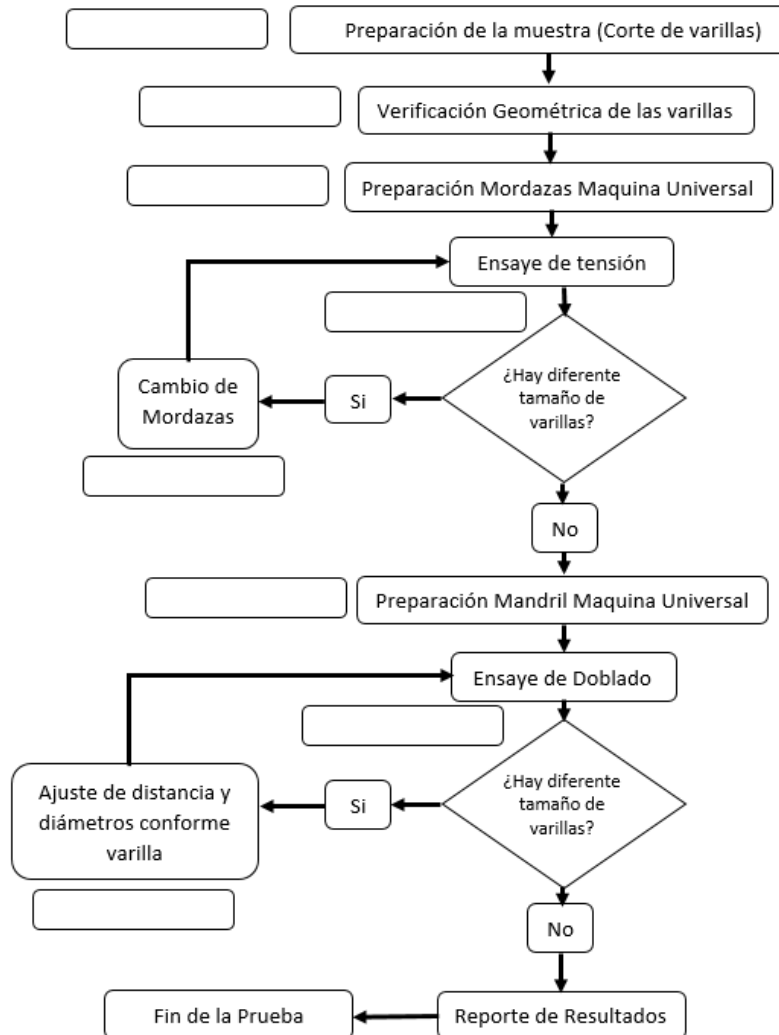 Preparación de la muestra (Corte de varillas)
Verificación Geométrica de las varillas
Preparación Mordazas Maquina Universal
Ensaye de tensión
¿Hay diferente
tamaño de
varillas?
Si
Cambio de
Mordazas
No
Preparación Mandril Maquina Universal
Ensaye de Doblado
¿Hay diferente
tamaño de
varillas?
Si
Ajuste de distancia y
diámetros conforme
varilla
No
Reporte de Resultados
Fin de la Prueba